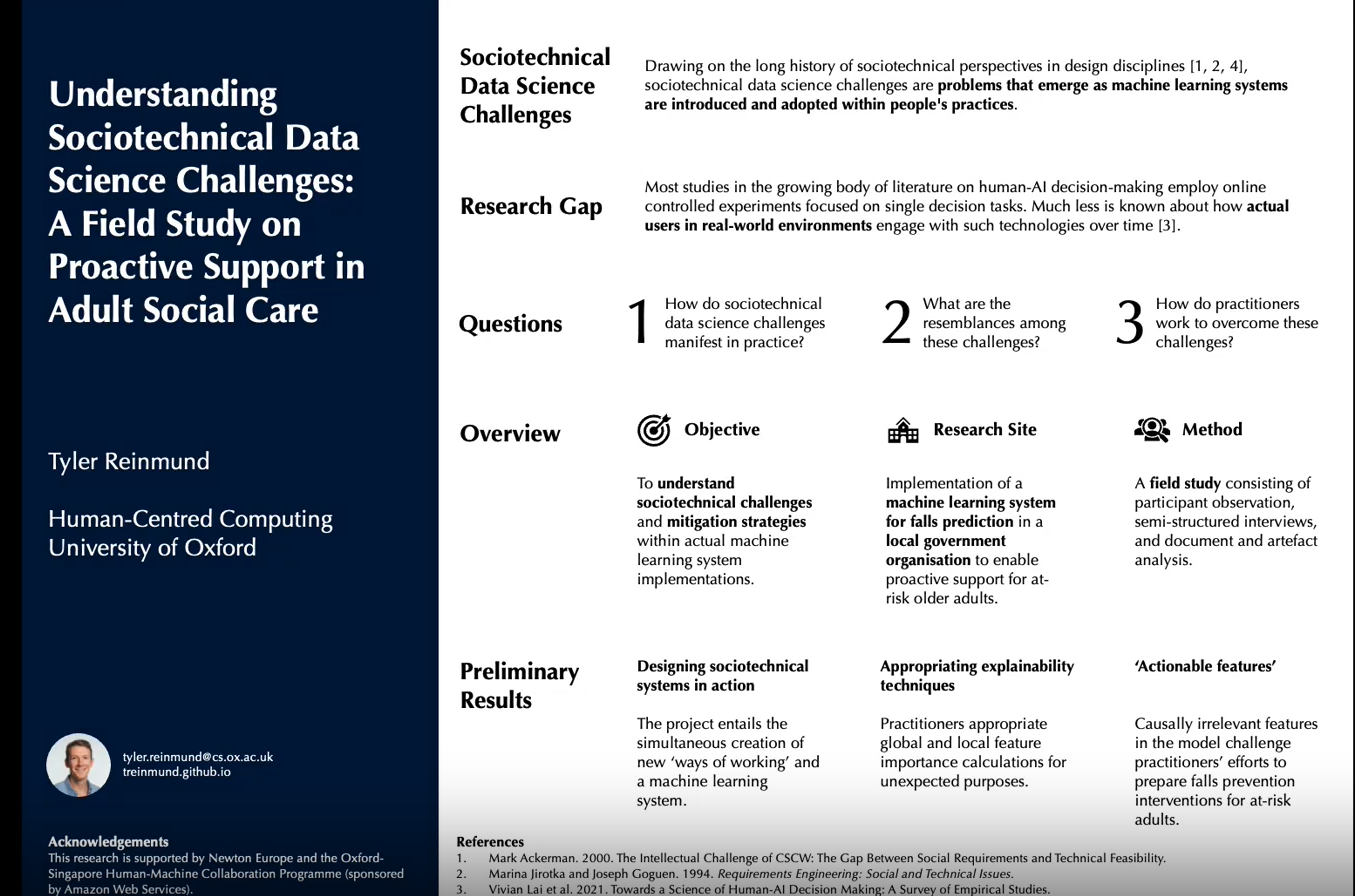 Understanding
Sociotechnical Data
Science Challenges:
A Field Study on
Proactive Support in
Adult Social Care
Tyler Reinmund
Human-Centred Computing
University of Oxford
tyler.reinmund@cs.ox.ac.uk
treinmund.github.io
Acknowledgements
This research is supported by Newton Europe and the Oxford-
Singapore Human-Machine Collaboration Programme (sponsored
by Amazon Web Services).
Sociotechnical
Data Science
Challenges
Drawing on the long history of sociotechnical perspectives in design disciplines [1, 2, 4],
sociotechnical data science challenges are problems that emerge as machine learning systems
are introduced and adopted within people's practices.
Research Gap
Most studies in the growing body of literature on human-AI decision-making employ online
controlled experiments focused on single decision tasks. Much less is known about how actual
users in real-world environments engage with such technologies over time [3].
Questions
1
How do sociotechnical
data science challenges
manifest in practice?
2
What are the
resemblances among
these challenges?
3
How do practitioners
work to overcome these
challenges?
Overview
Objective
To understand
sociotechnical challenges
and mitigation strategies
within actual machine
learning system
implementations.
Research Site
Implementation of a
machine learning system
for falls prediction in a
local government
organisation to enable
proactive support for at-
risk older adults.
Method
A field study consisting of
participant observation,
semi-structured interviews,
and document and artefact
analysis.
Preliminary
Results
Designing sociotechnical
systems in action
The project entails the
simultaneous creation of
new ‘ways of working’ and
a machine learning
system.
Appropriating explainability
techniques
Practitioners appropriate
global and local feature
importance calculations for
unexpected purposes.
‘Actionable features’
Causally irrelevant features
in the model challenge
practitioners’ efforts to
prepare falls prevention
interventions for at-risk
adults.
References
1. Mark Ackerman. 2000. The Intellectual Challenge of CSCW: The Gap Between Social Requirements and Technical Feasibility.
2. Marina Jirotka and Joseph Goguen. 1994. Requirements Engineering: Social and Technical Issues.
3. Vivian Lai et al. 2021. Towards a Science of Human-AI Decision Making: A Survey of Empirical Studies.